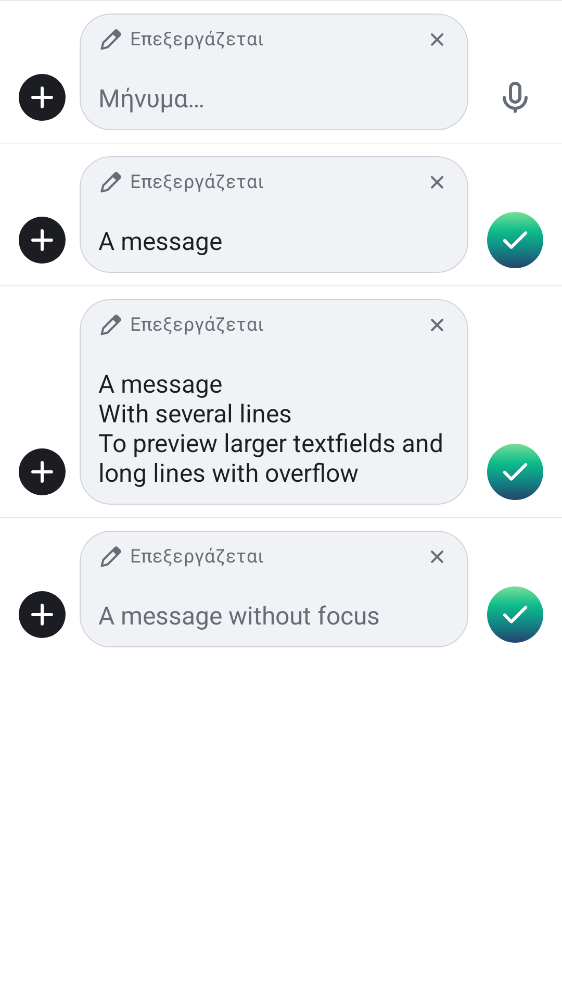 Επεξεργάζεται
Μήνυμα…
Επεξεργάζεται
A message
Επεξεργάζεται
A message
With several lines
To preview larger textfields and
long lines with overflow
Επεξεργάζεται
A message without focus